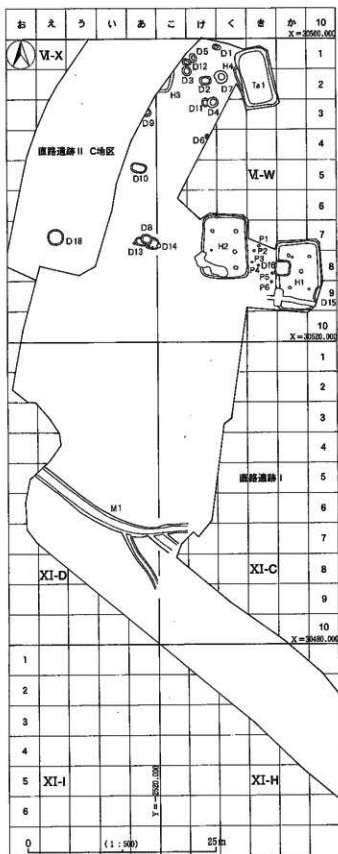 お え う い あ こ け く き か 10
X=30560.000
VI-X
D5 D1 1
D12 H4
D3 D2 D7 Ta1 2
H3
D11 D4 3
D9
D6 4
直路遺跡II C地区
D10 VI-W 5
6
D18 D8 H2 P1 7
D13 D14 P2
P3 D16 8
P4
P5 H1
P6 9
D15
10
X=30520.000
1
2
3
4
直路遺跡I 5
M1 6
7
XI-D XI-C 8
9
10
X=30480.000
1
2
3
4
XI-I XI-H
5
Y=-2520.000
6
0 (1:500) 25m